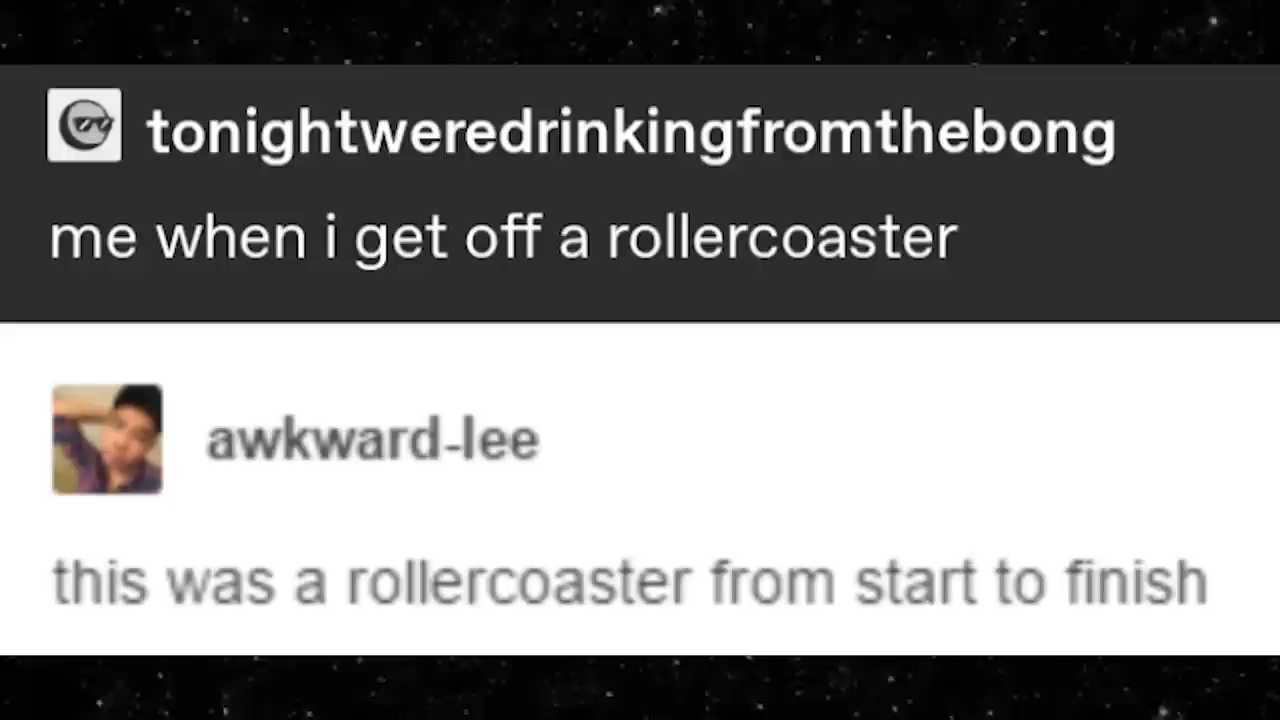 tonightweredrinkingfromthebong
me when i get off a rollercoaster
awkward-lee
this was a rollercoaster from start to finish